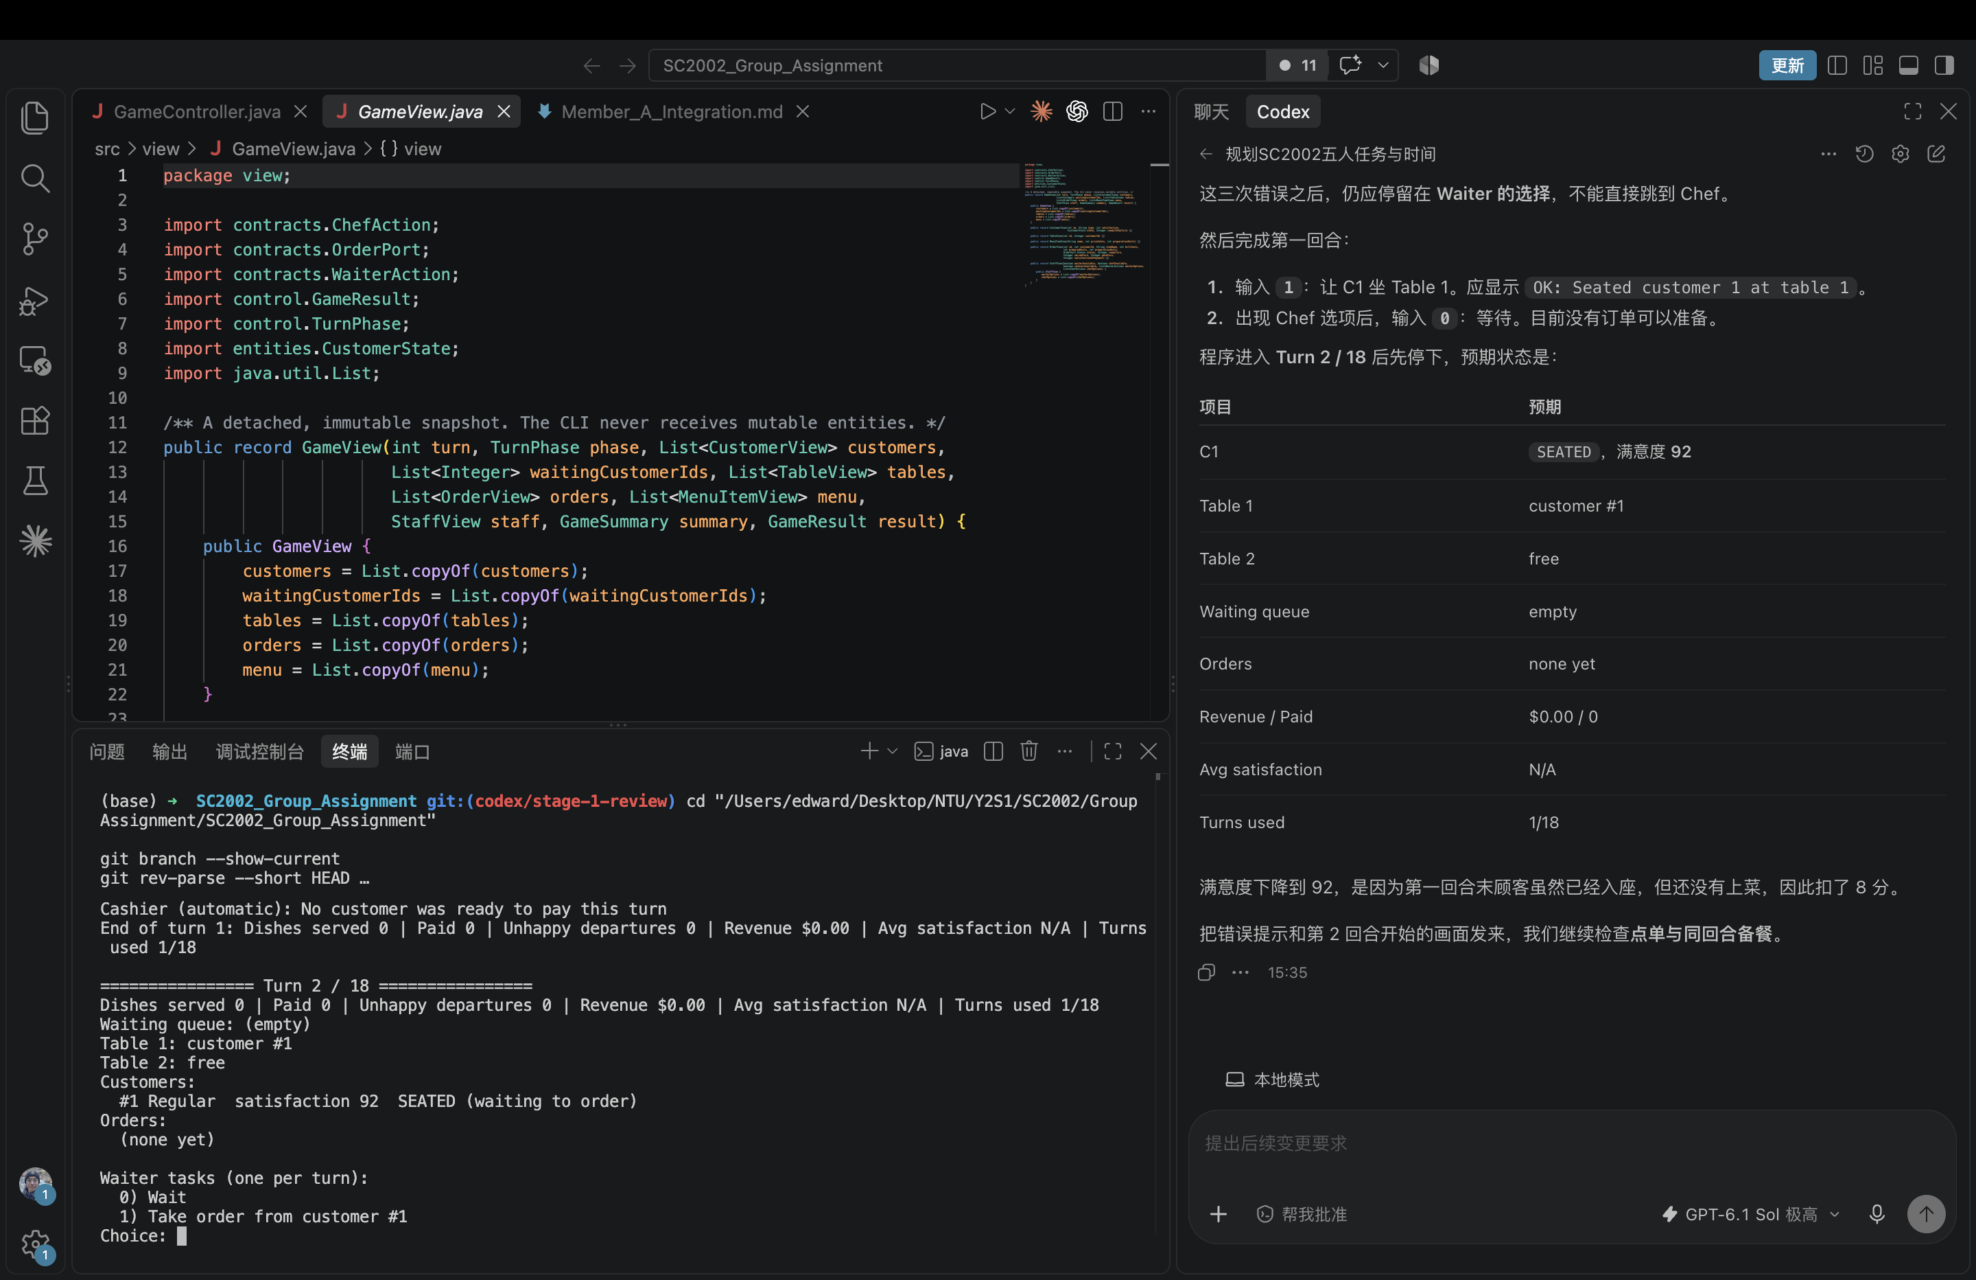 SC2002_Group_Assignment
11
更新
GameController.java
GameView.java
Member_A_Integration.md
src > view > J GameView.java > {} view
1 package view;
2
3 import contracts.ChefAction;
4 import contracts.OrderPort;
5 import contracts.WaiterAction;
6 import control.GameResult;
7 import control.TurnPhase;
8 import entities.CustomerState;
9 import java.util.List;
10
11 /** A detached, immutable snapshot. The CLI never receives mutable entities. */
12 public record GameView(int turn, TurnPhase phase, List<CustomerView> customers,
13 List<Integer> waitingCustomerIds, List<TableView> tables,
14 List<OrderView> orders, List<MenuItemView> menu,
15 StaffView staff, GameSummary summary, GameResult result) {
16 public GameView {
17 customers = List.copyOf(customers);
18 waitingCustomerIds = List.copyOf(waitingCustomerIds);
19 tables = List.copyOf(tables);
20 orders = List.copyOf(orders);
21 menu = List.copyOf(menu);
22 }
23
问题 输出 调试控制台 终端 端口
java
(base) → SC2002_Group_Assignment git:(codex/stage-1-review) cd "/Users/edward/Desktop/NTU/Y2S1/SC2002/Group
Assignment/SC2002_Group_Assignment"
git branch --show-current
git rev-parse --short HEAD …
Cashier (automatic): No customer was ready to pay this turn
End of turn 1: Dishes served 0 | Paid 0 | Unhappy departures 0 | Revenue $0.00 | Avg satisfaction N/A | Turns
used 1/18
================ Turn 2 / 18 ================
Dishes served 0 | Paid 0 | Unhappy departures 0 | Revenue $0.00 | Avg satisfaction N/A | Turns used 1/18
Waiting queue: (empty)
Table 1: customer #1
Table 2: free
Customers:
#1 Regular satisfaction 92 SEATED (waiting to order)
Orders:
(none yet)
Waiter tasks (one per turn):
0) Wait
1) Take order from customer #1
Choice:
1
1
聊天 Codex
规划SC2002五人任务与时间
这三次错误之后，仍应停留在 Waiter 的选择，不能直接跳到 Chef。
然后完成第一回合：
1. 输入 1：让 C1 坐 Table 1。应显示 OK: Seated customer 1 at table 1 。
2. 出现 Chef 选项后，输入 0：等待。目前没有订单可以准备。
程序进入 Turn 2 / 18 后先停下，预期状态是：
项目 预期
C1 SEATED，满意度 92
Table 1 customer #1
Table 2 free
Waiting queue empty
Orders none yet
Revenue / Paid $0.00 / 0
Avg satisfaction N/A
Turns used 1/18
满意度下降到 92，是因为第一回合末顾客虽然已经入座，但还没有上菜，因此扣了 8 分。
把错误提示和第 2 回合开始的画面发来，我们继续检查点单与同回合备餐。
15:35
本地模式
提出后续变更要求
帮我批准
GPT-6.1 Sol 极高